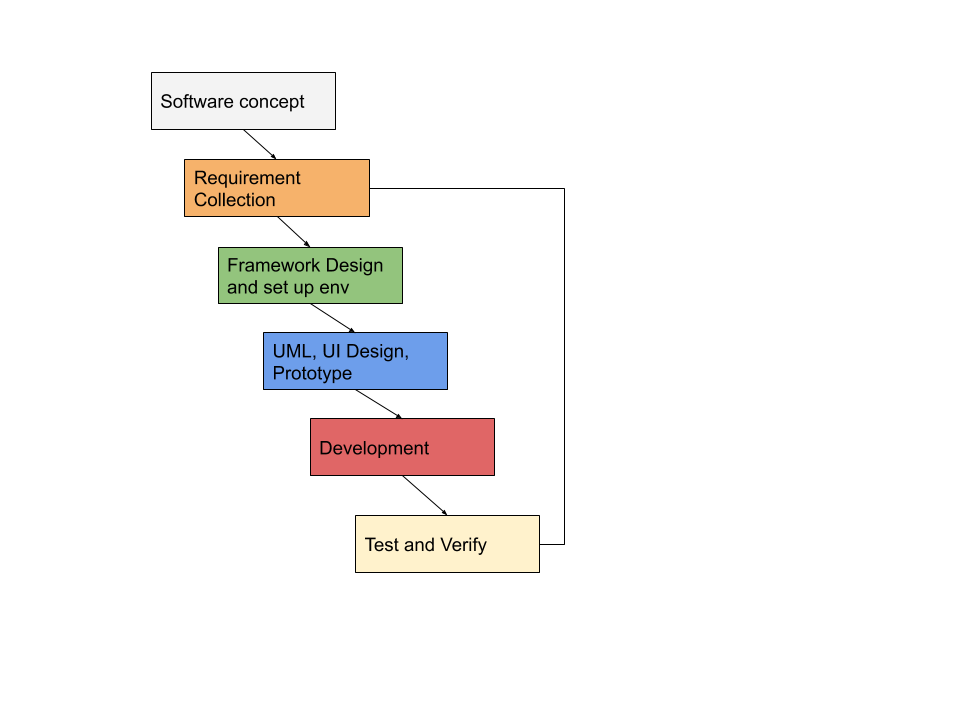 Software concept
Requirement
Collection
Framework Design
and set up env
UML, UI Design,
Prototype
Development
Test and Verify